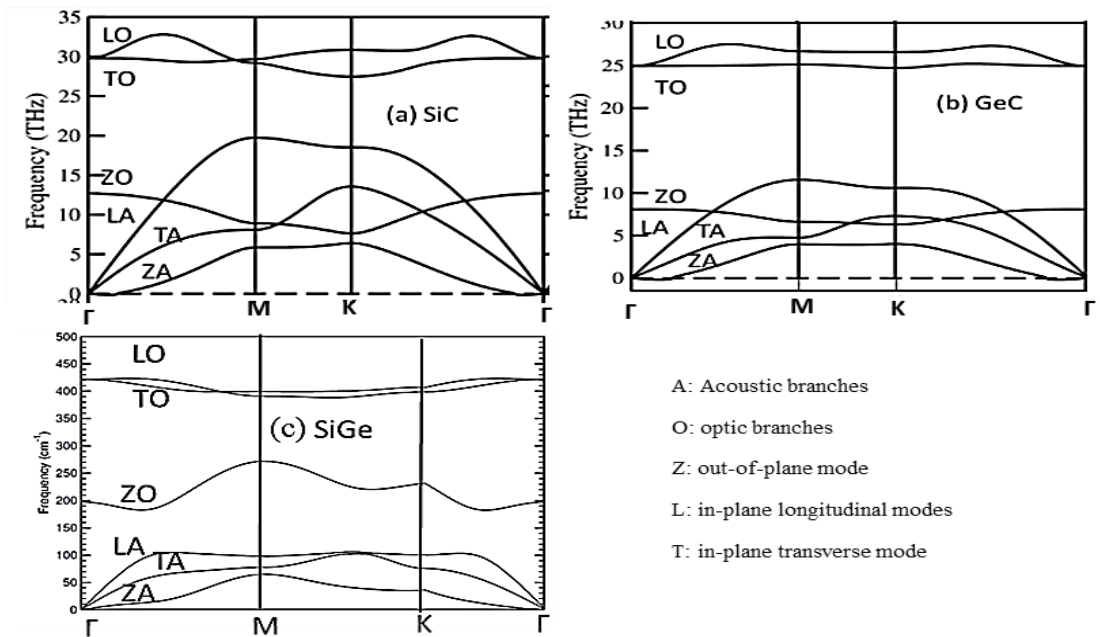 35
30
25
20
15
10
5
0
Frequency (THz)
LO
TO
ZO
LA
TA
ZA
(a) SiC
Γ
M
K
Γ
30
25
20
15
10
5
0
Frequency (THz)
LO
TO
ZO
LA
TA
ZA
(b) GeC
Γ
M
K
Γ
500
450
400
350
300
250
200
150
100
50
0
Frequency (cm⁻¹)
LO
TO
ZO
LA
TA
ZA
(c) SiGe
Γ
M
K
Γ
A: Acoustic branches
O: optic branches
Z: out-of-plane mode
L: in-plane longitudinal modes
T: in-plane transverse mode